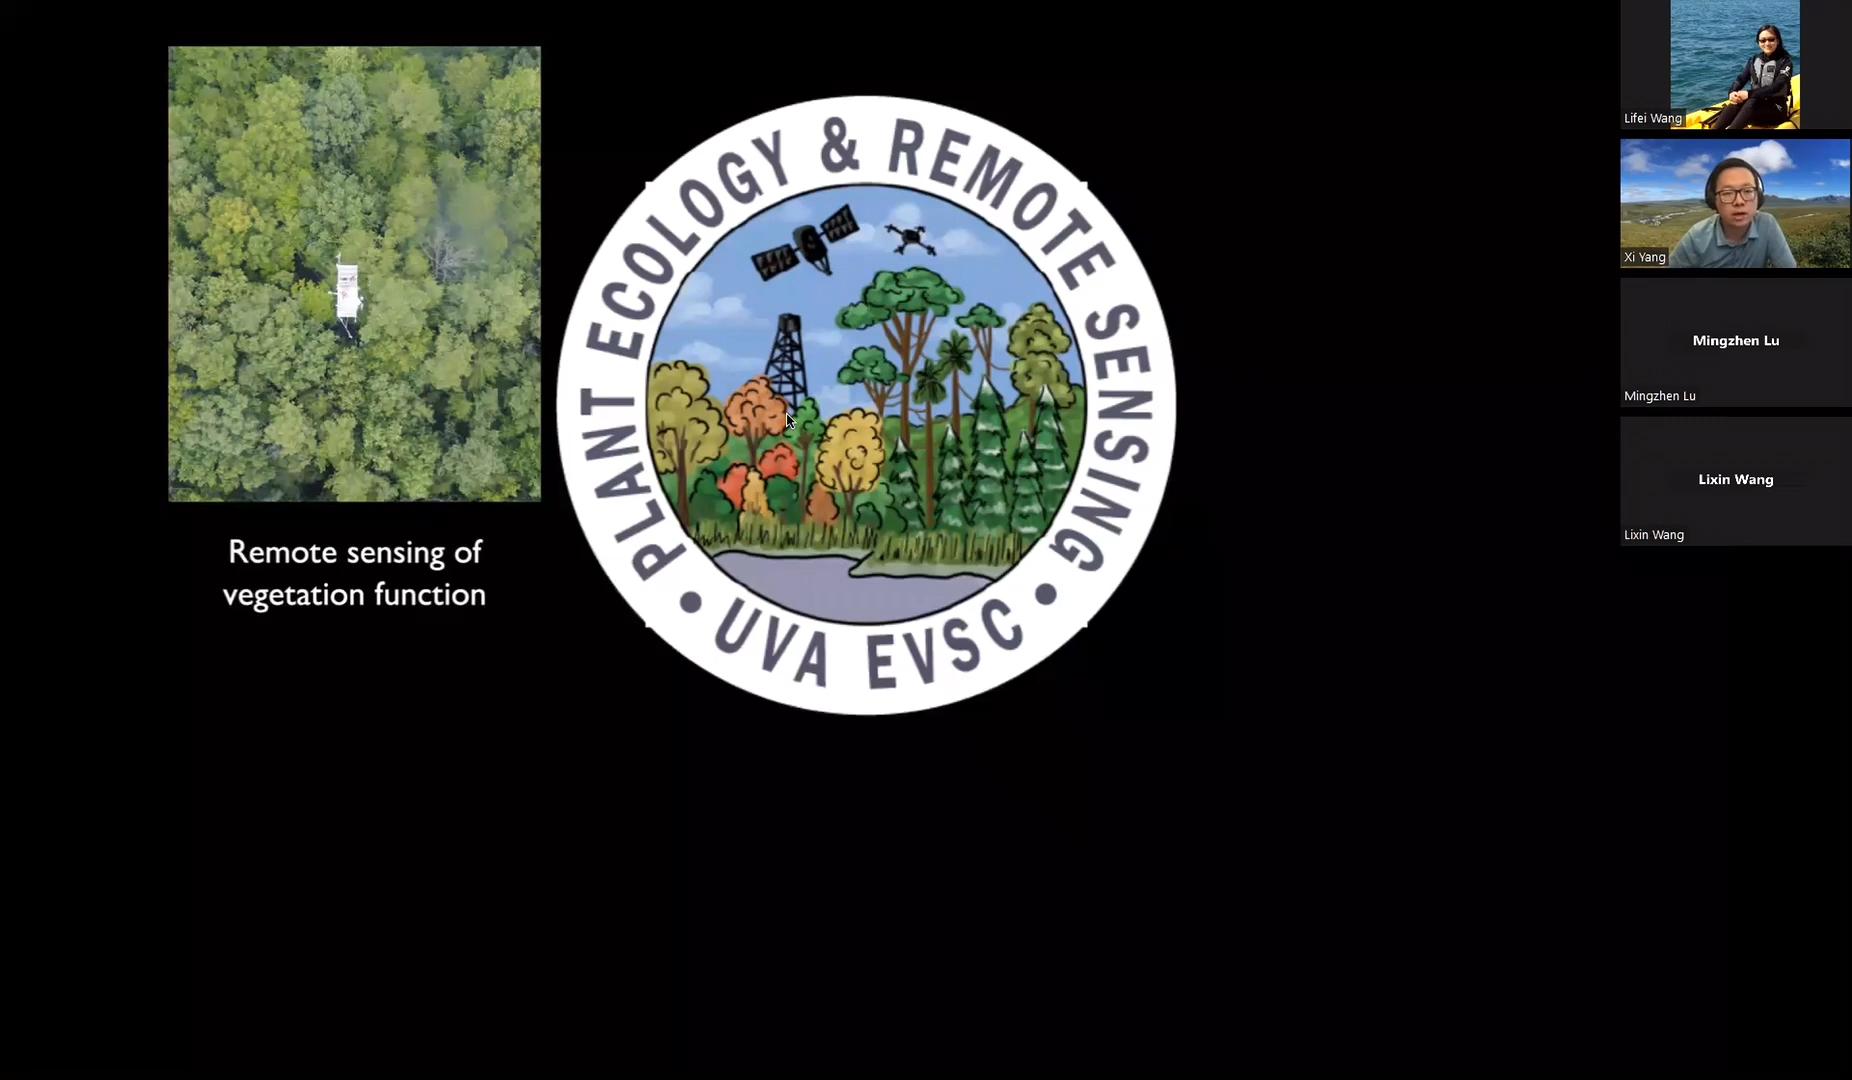 Remote sensing of
vegetation function
PLANT ECOLOGY & REMOTE SENSING
• UVA EVSC •
Lifei Wang
Xi Yang
Mingzhen Lu
Mingzhen Lu
Lixin Wang
Lixin Wang